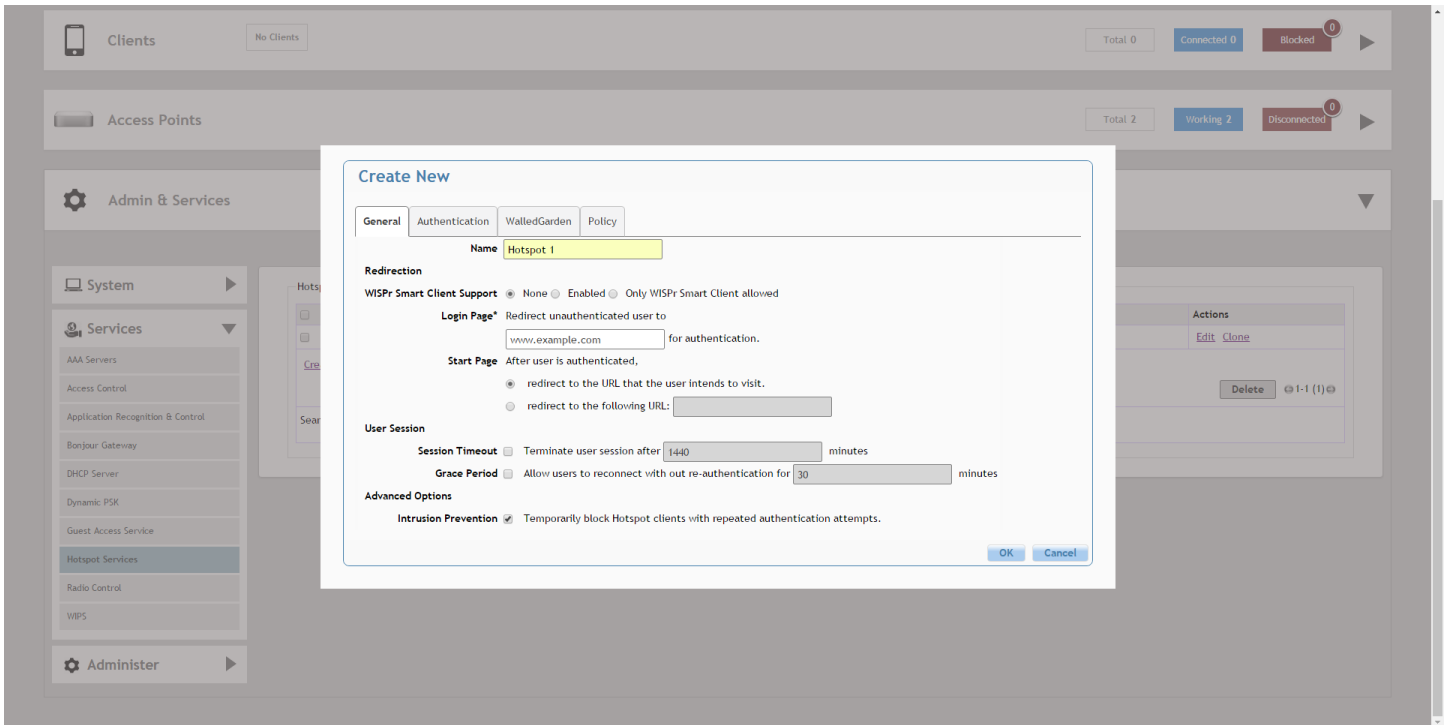 Clients No Clients Total 0 Connected 0 Blocked 0
Access Points Total 2 Working 2 Disconnected 0
Admin & Services
Create New
General Authentication WalledGarden Policy
Name Hotspot 1
Redirection
WISPr Smart Client Support None Enabled Only WISPr Smart Client allowed
Login Page* Redirect unauthenticated user to
www.example.com for authentication.
Start Page After user is authenticated,
redirect to the URL that the user intends to visit.
redirect to the following URL:
User Session
Session Timeout Terminate user session after 1440 minutes
Grace Period Allow users to reconnect with out re-authentication for 30 minutes
Advanced Options
Intrusion Prevention Temporarily block Hotspot clients with repeated authentication attempts.
OK Cancel
System
Services
AAA Servers
Access Control
Application Recognition & Control
Bonjour Gateway
DHCP Server
Dynamic PSK
Guest Access Service
Hotspot Services
Radio Control
WIPS
Administer
Hots
Actions
Edit Clone
Cre
Delete 1-1 (1)
Sear